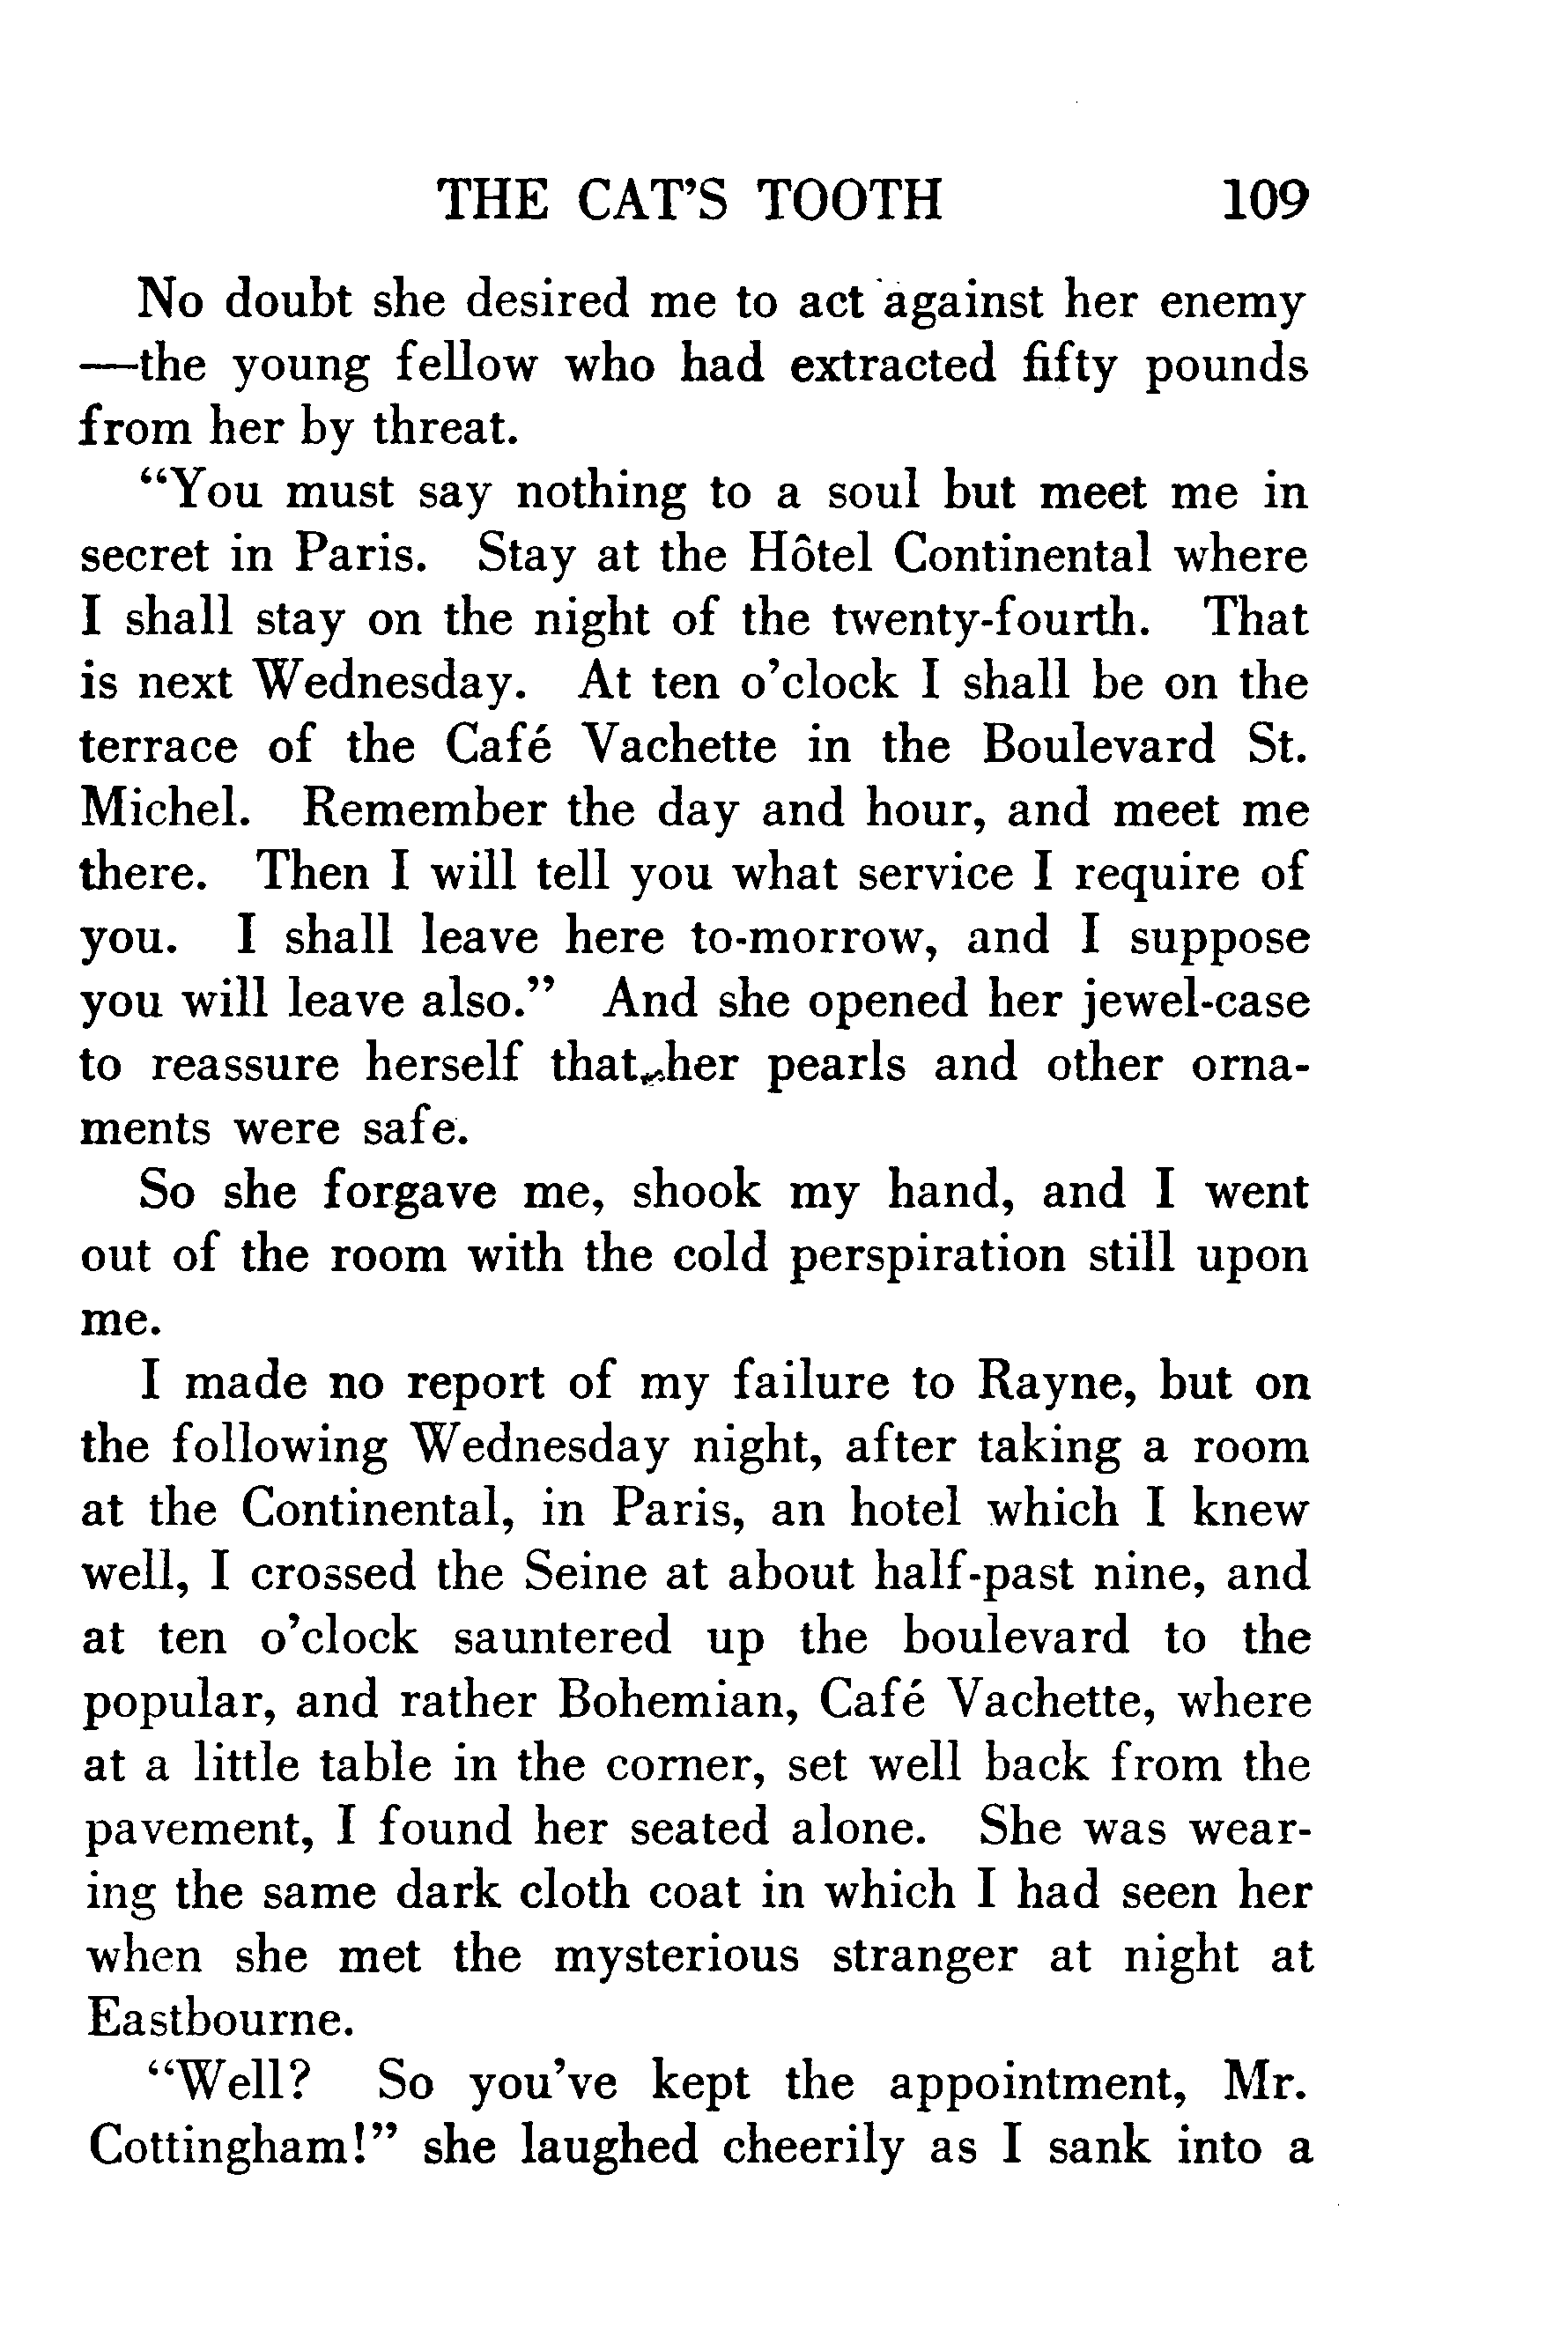 THE CAT'S TOOTH 109
No doubt she desired me to act against her enemy
—the young fellow who had extracted fifty pounds
from her by threat.
“You must say nothing to a soul but meet me in
secret in Paris. Stay at the Hôtel Continental where
I shall stay on the night of the twenty-fourth. That
is next Wednesday. At ten o’clock I shall be on the
terrace of the Café Vachette in the Boulevard St.
Michel. Remember the day and hour, and meet me
there. Then I will tell you what service I require of
you. I shall leave here to-morrow, and I suppose
you will leave also.” And she opened her jewel-case
to reassure herself that her pearls and other orna-
ments were safe.
So she forgave me, shook my hand, and I went
out of the room with the cold perspiration still upon
me.
I made no report of my failure to Rayne, but on
the following Wednesday night, after taking a room
at the Continental, in Paris, an hotel which I knew
well, I crossed the Seine at about half-past nine, and
at ten o’clock sauntered up the boulevard to the
popular, and rather Bohemian, Café Vachette, where
at a little table in the corner, set well back from the
pavement, I found her seated alone. She was wear-
ing the same dark cloth coat in which I had seen her
when she met the mysterious stranger at night at
Eastbourne.
“Well? So you’ve kept the appointment, Mr.
Cottingham!” she laughed cheerily as I sank into a